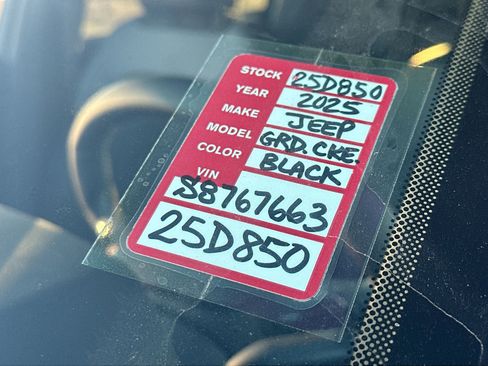 STOCK 25D850
YEAR 2025
MAKE JEEP
MODEL GRD. CKE.
COLOR BLACK
VIN
S8767663
25D850